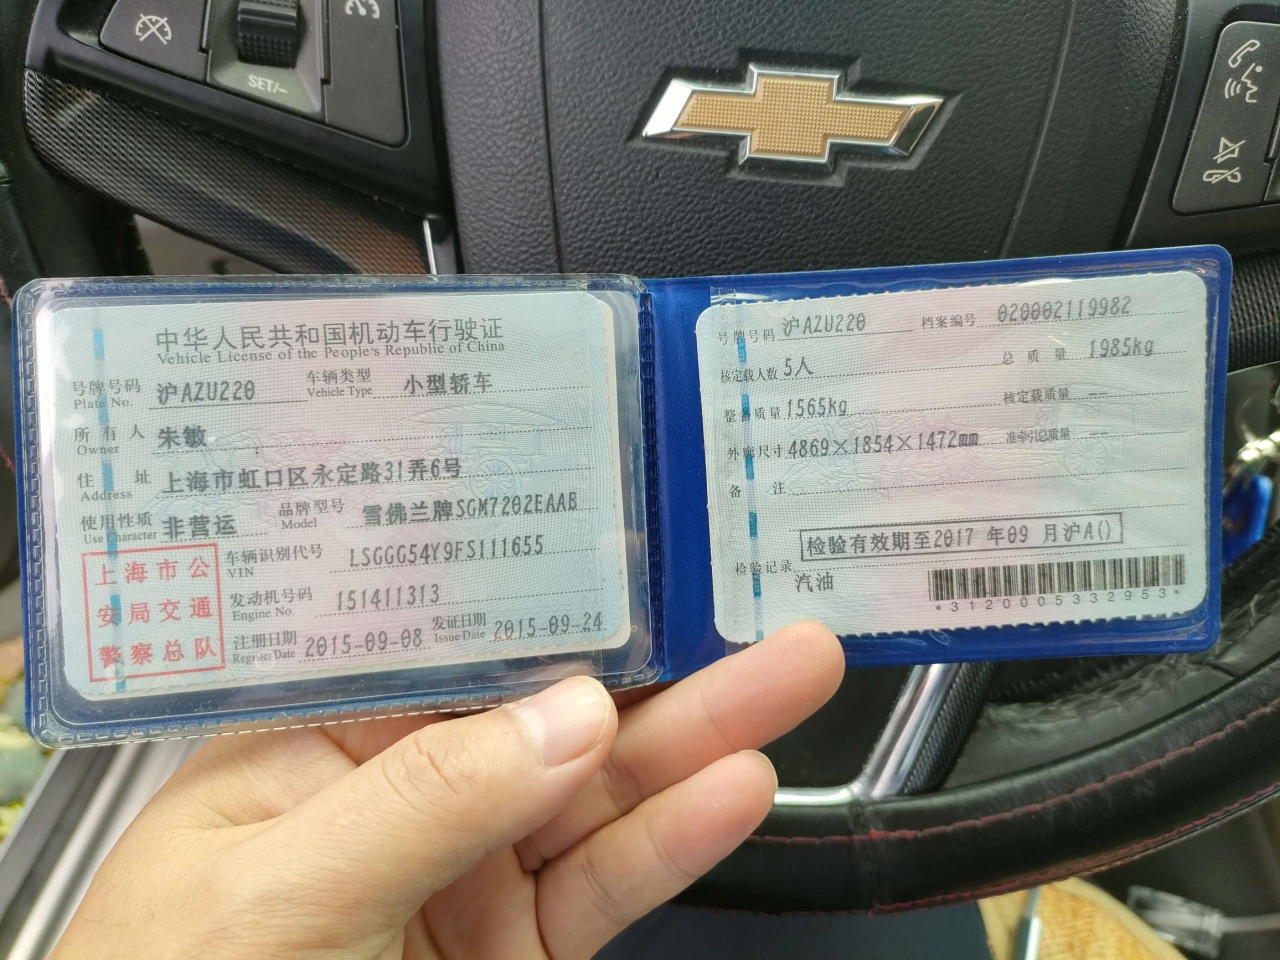 SET/-
中华人民共和国机动车行驶证
Vehicle License of the People's Republic of China
号牌号码 沪AZU220 车辆类型 小型轿车
Plate No. Vehicle Type
所有人 朱敏
Owner
住址 上海市虹口区永定路31弄6号
Address
使用性质 非营运 品牌型号 雪佛兰牌SGM7202EAAB
Use Character Model
上海市公
安局交通
警察总队
车辆识别代号 LSGGG54Y9FS111655
VIN
发动机号码 151411313
Engine No.
注册日期 2015-09-08 发证日期 2015-09-24
Register Date Issue Date
号牌号码 沪AZU220 档案编号 020002119982
核定载人数 5人 总质量 1985kg
整备质量 1565kg 核定载质量 --
外廓尺寸 4869×1854×1472mm 准牵引总质量 --
备注
检验有效期至2017 年09 月沪A()
检验记录
汽油
*3120005332953*